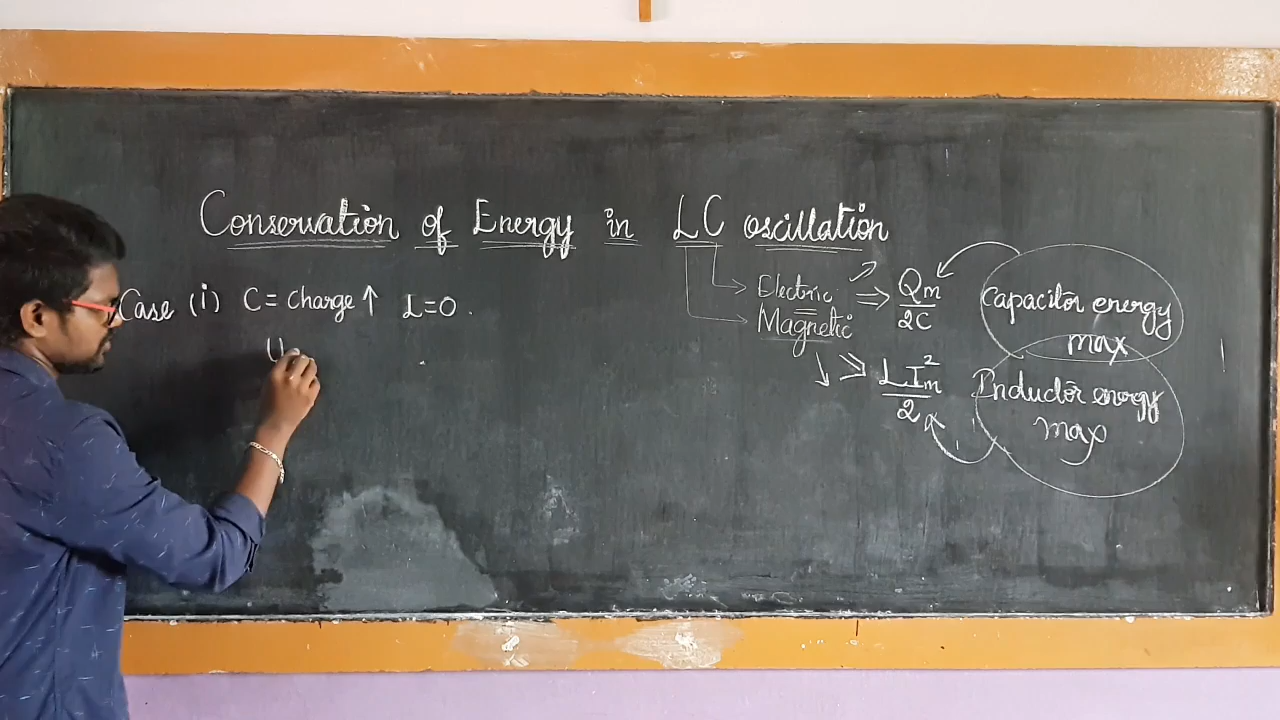 Conservation of Energy in LC oscillation
Case (i) C = Charge ↑ L=0.
U
Electric ⇒ Qm/2C
Magnetic
⇒ LI²m/2
Capacitor energy
max
Inductor energy
max